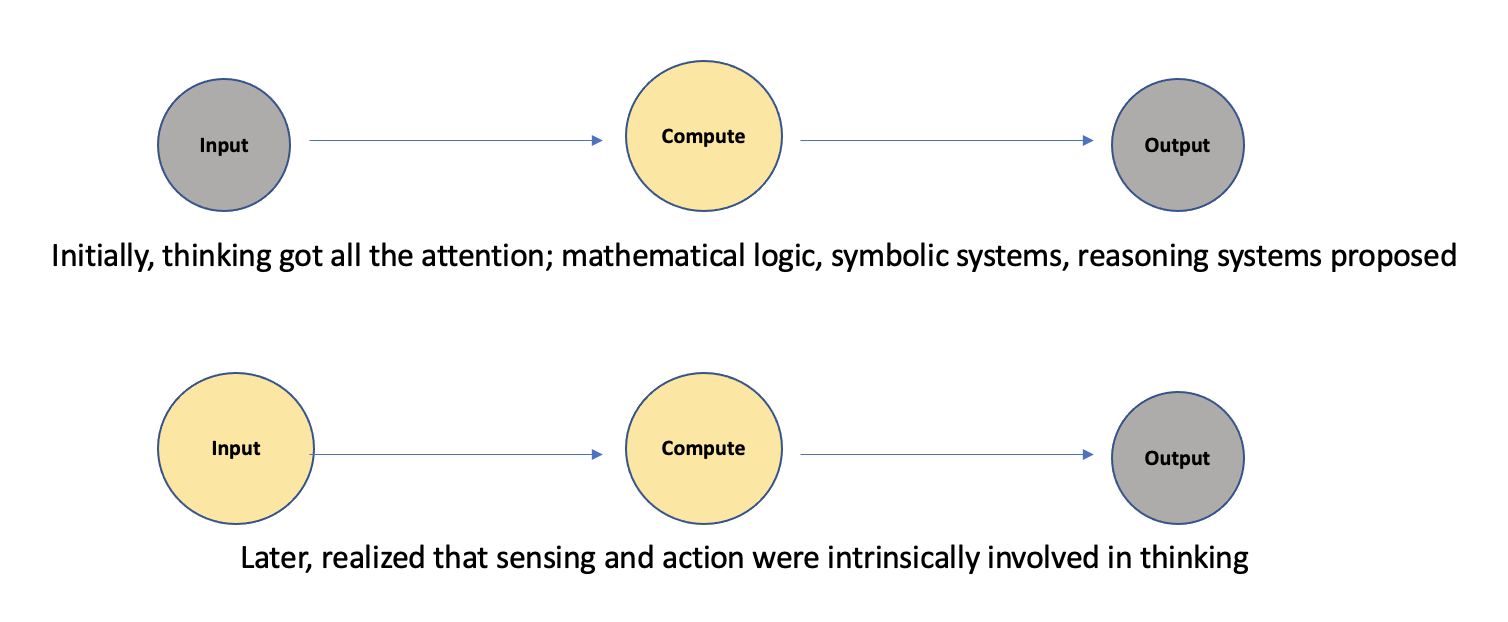 Input
Compute
Output
Initially, thinking got all the attention; mathematical logic, symbolic systems, reasoning systems proposed
Input
Compute
Output
Later, realized that sensing and action were intrinsically involved in thinking